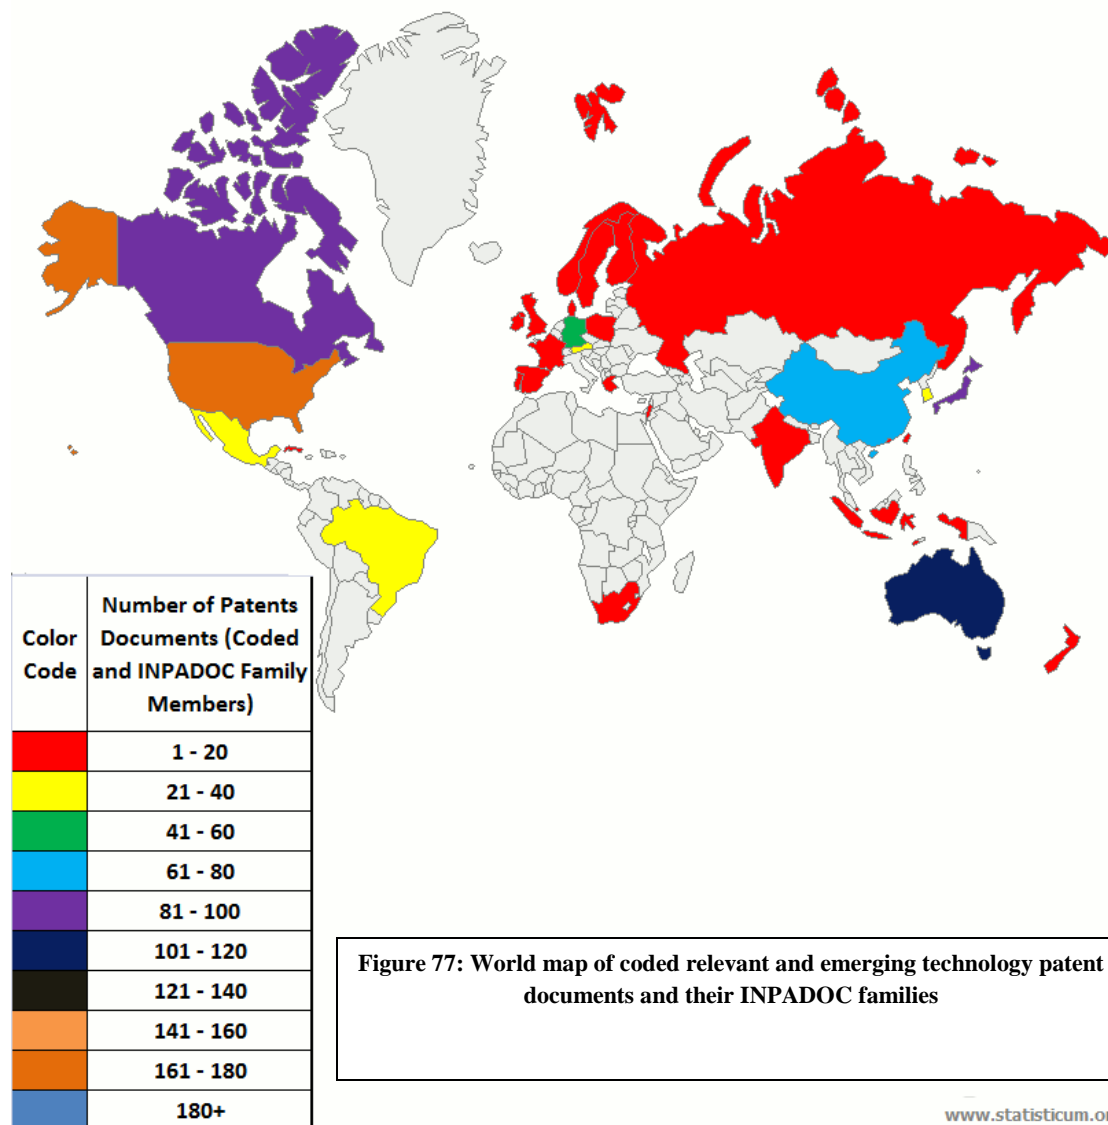 Color
Code
Number of Patents
Documents (Coded
and INPADOC Family
Members)
1 - 20
21 - 40
41 - 60
61 - 80
81 - 100
101 - 120
121 - 140
141 - 160
161 - 180
180+
Figure 77: World map of coded relevant and emerging technology patent
documents and their INPADOC families
www.statisticum.or